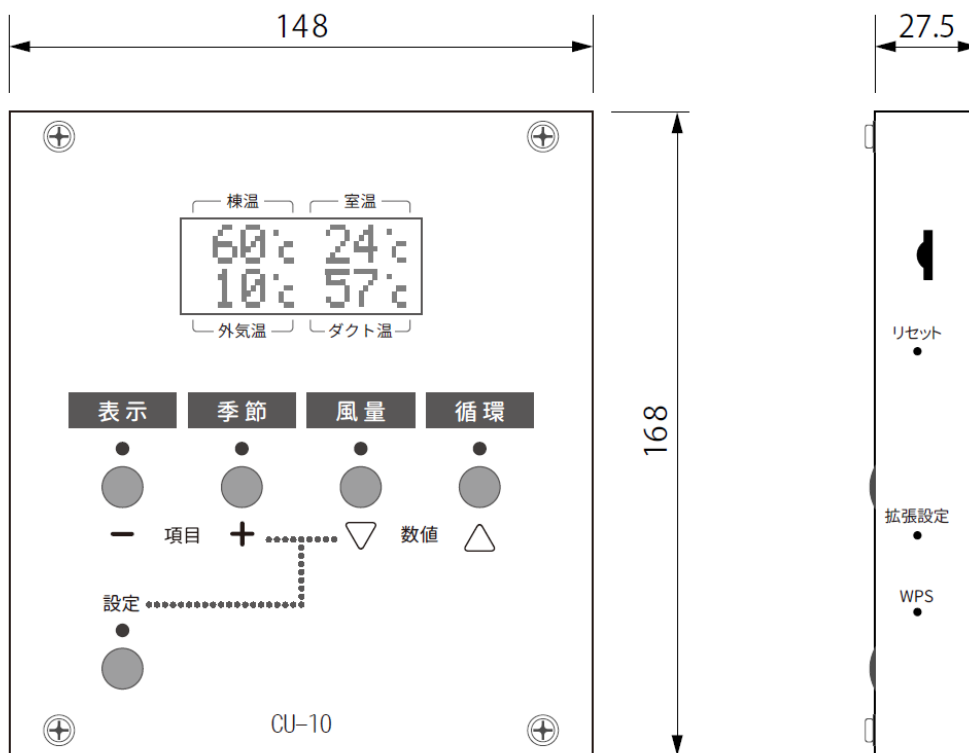 148
27.5
棟温 室温
60℃ 24℃
10℃ 57℃
外気温 ダクト温
リセット
表示 季節 風量 循環
168
− 項目 + ▽ 数値 △
拡張設定
設定
WPS
CU–10